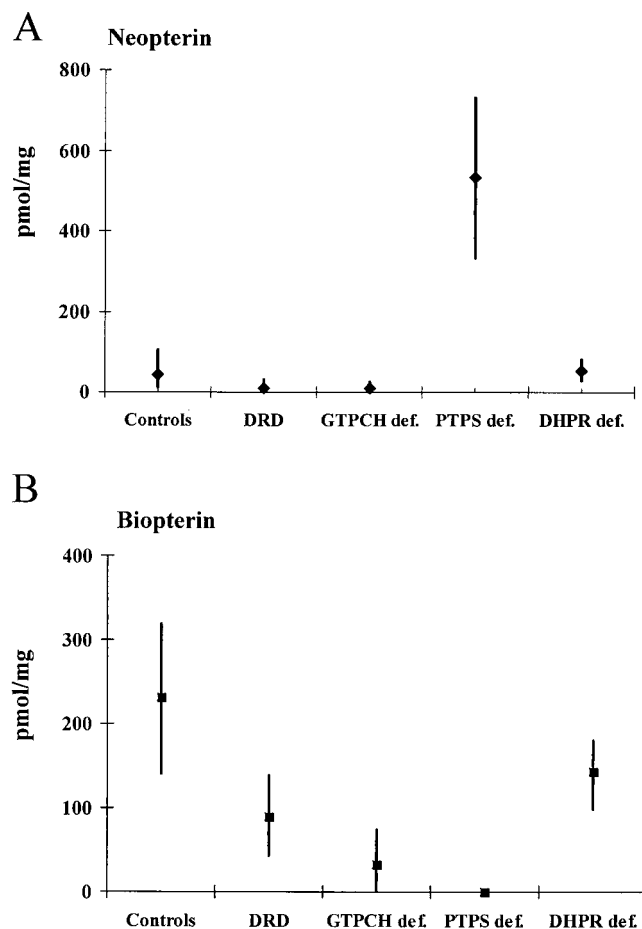 A
Neopterin
800
600
400
200
0
pmol/mg
Controls DRD GTPCH def. PTPS def. DHPR def.
B
Biopterin
400
300
200
100
0
pmol/mg
Controls DRD GTPCH def. PTPS def. DHPR def.